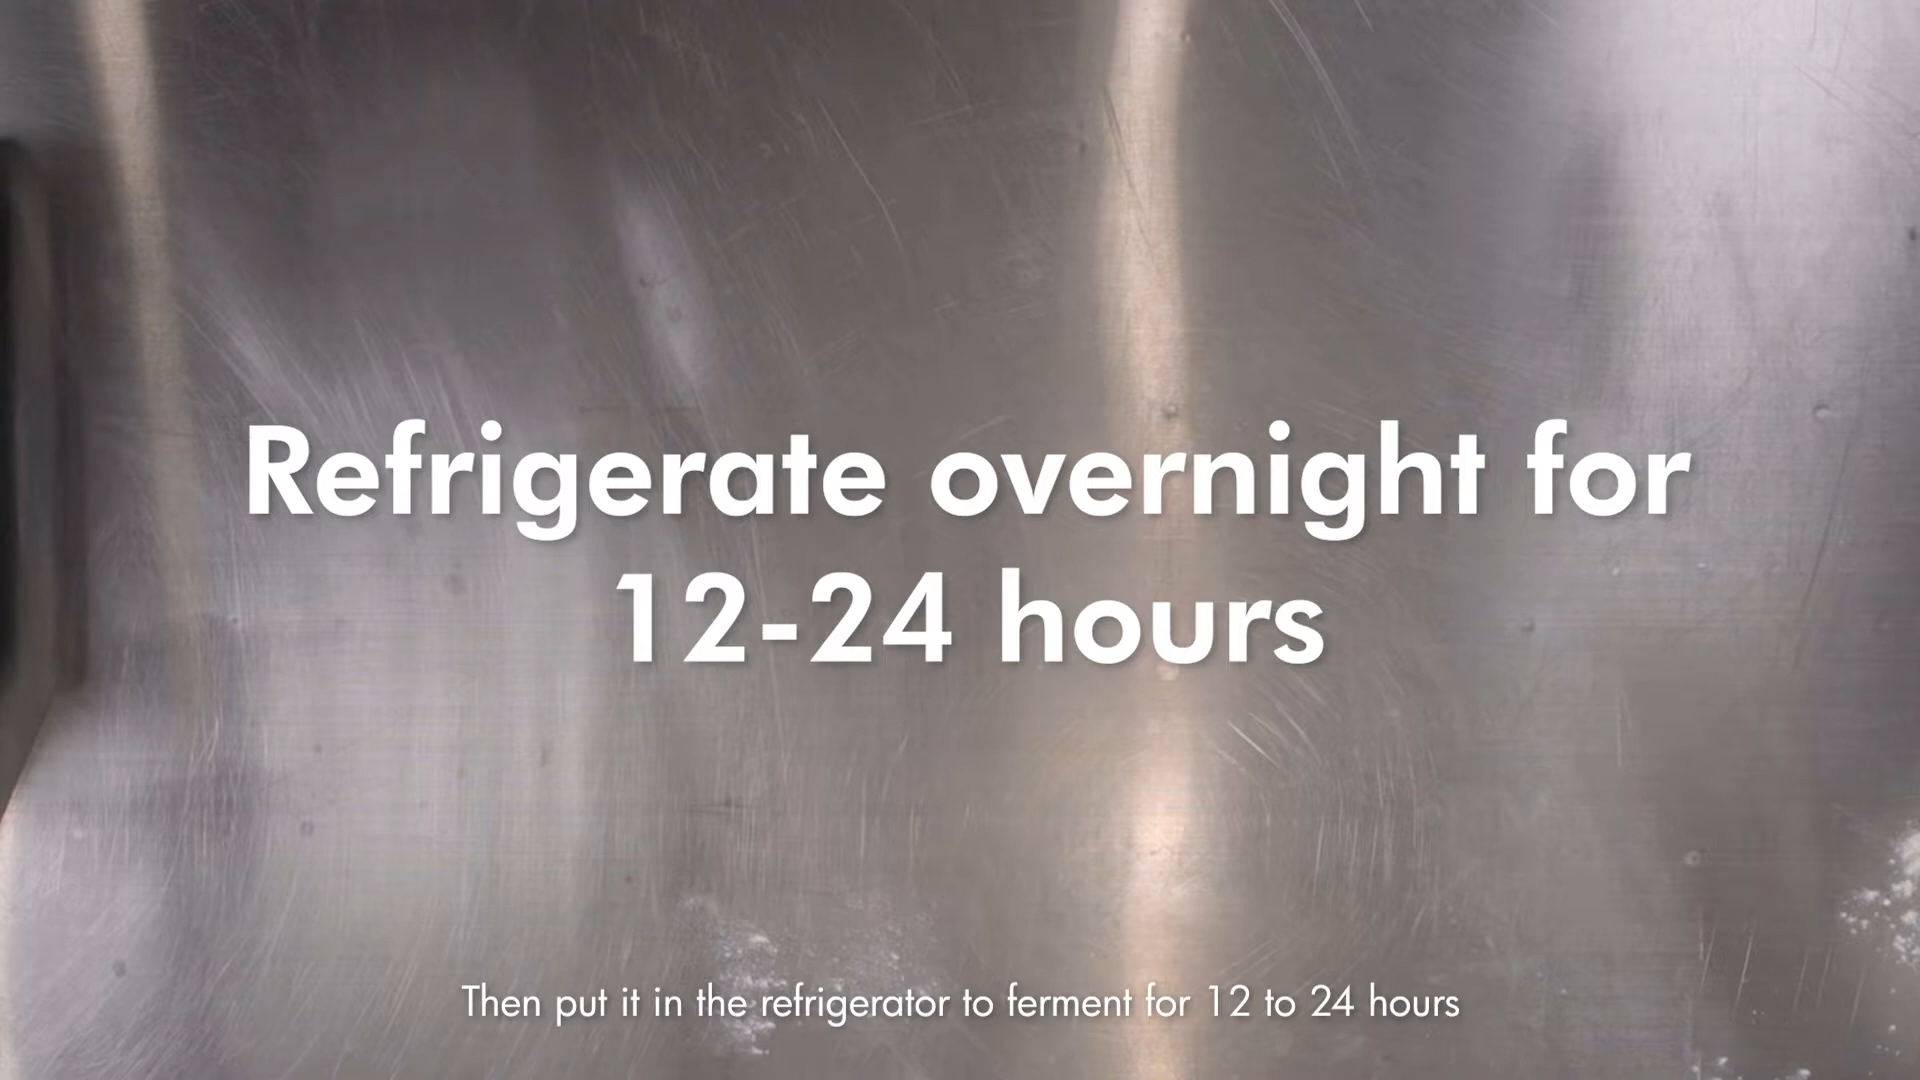 Refrigerate overnight for
12-24 hours
Then put it in the refrigerator to ferment for 12 to 24 hours